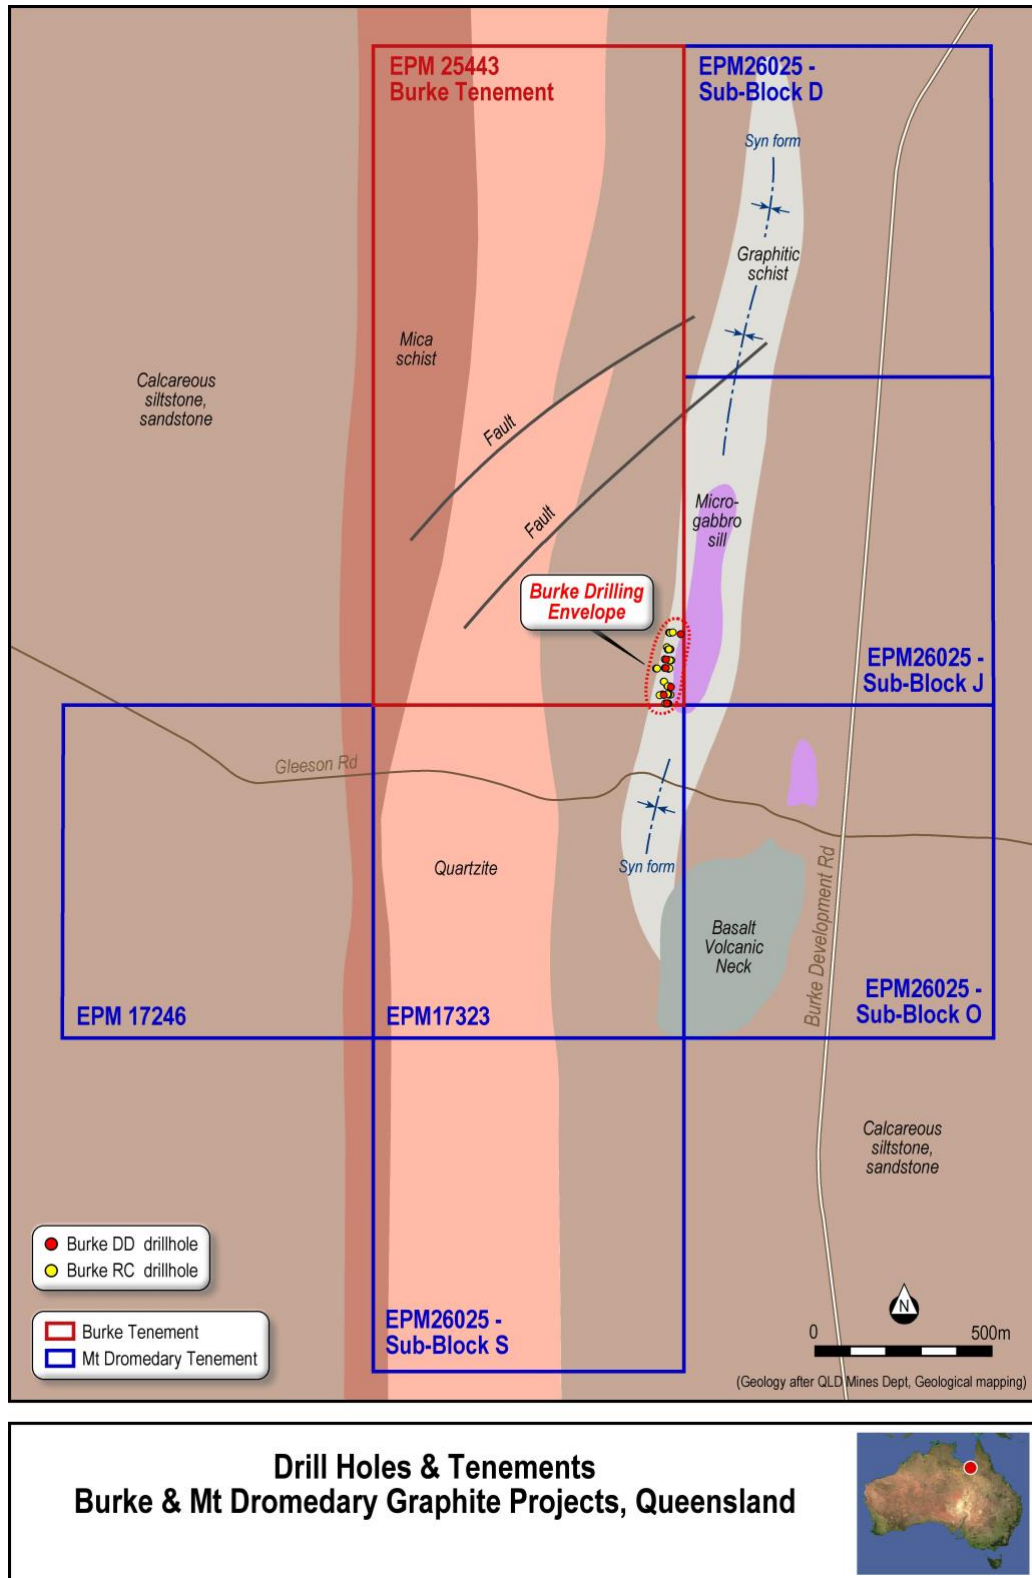 EPM 25443
Burke Tenement
EPM26025 -
Sub-Block D
Syn form
Graphitic
schist
Mica
schist
Calcareous
siltstone,
sandstone
Fault
Fault
Micro-
gabbro
sill
Burke Drilling
Envelope
EPM26025 -
Sub-Block J
Gleeson Rd
Syn form
Quartzite
Basalt
Volcanic
Neck
Burke Development Rd
EPM 17246
EPM17323
EPM26025 -
Sub-Block O
Calcareous
siltstone,
sandstone
Burke DD drillhole
Burke RC drillhole
Burke Tenement
Mt Dromedary Tenement
EPM26025 -
Sub-Block S
N
0 500m
(Geology after QLD Mines Dept, Geological mapping)
Drill Holes & Tenements
Burke & Mt Dromedary Graphite Projects, Queensland